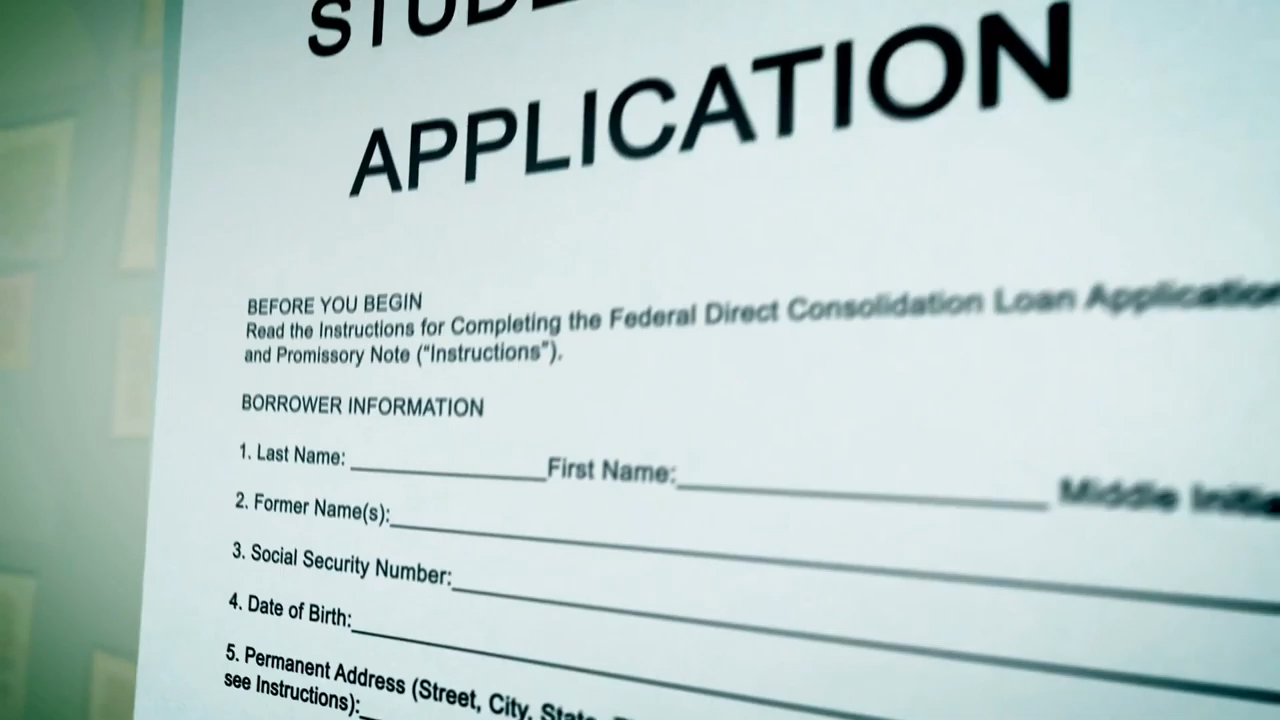 APPLICATION
BEFORE YOU BEGIN
Read the Instructions for Completing the Federal Direct Consolidation Loan Application
and Promissory Note (“Instructions”).
BORROWER INFORMATION
1. Last Name: First Name: Middle
2. Former Name(s):
3. Social Security Number:
4. Date of Birth:
5. Permanent Address (Street, City,
see Instructions):